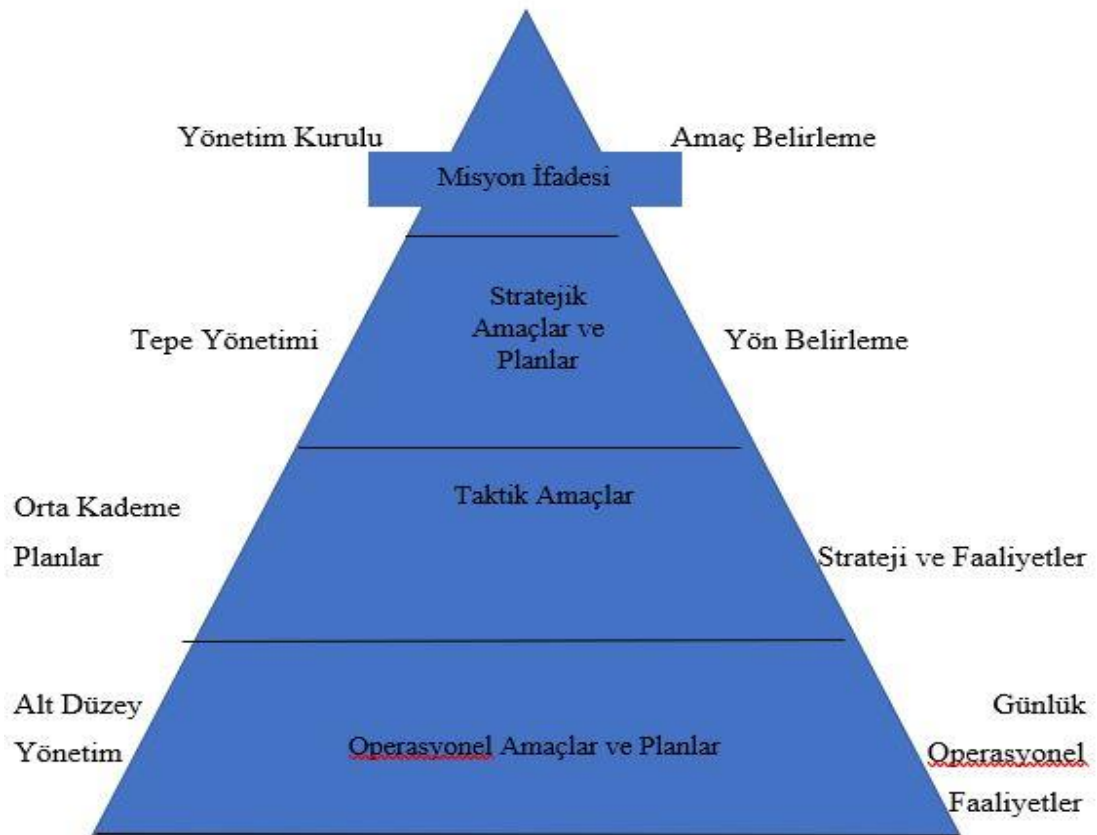 Yönetim Kurulu
Amaç Belirleme
Misyon İfadesi
Stratejik
Amaçlar ve
Planlar
Tepe Yönetimi
Yön Belirleme
Taktik Amaçlar
Orta Kademe
Planlar
Strateji ve Faaliyetler
Alt Düzey
Yönetim
Operasyonel Amaçlar ve Planlar
Günlük
Operasyonel
Faaliyetler